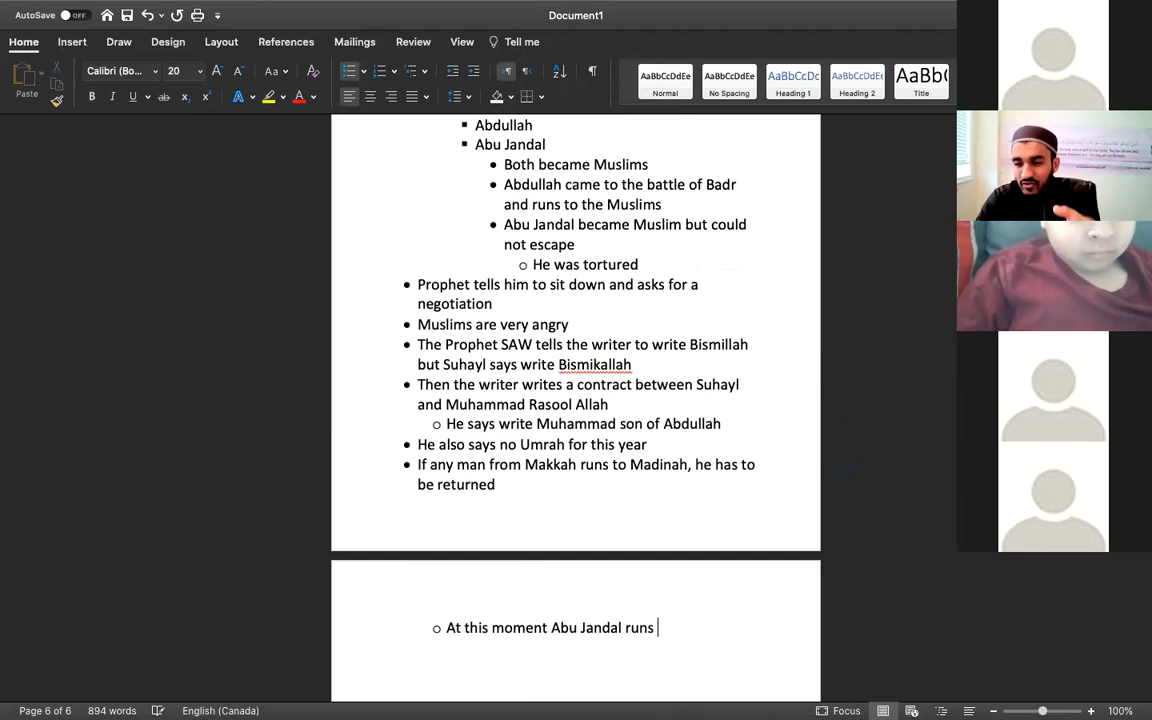 AutoSave OFF
Document1
Home Insert Draw Design Layout References Mailings Review View Tell me
Paste
Calibri (Bo... 20
Aa
AaBbCcDdEe
Normal
AaBbCcDdEe
No Spacing
AaBbCcDc
Heading 1
AaBbCcDdEe
Heading 2
AaBbC
Title
▪ Abdullah
▪ Abu Jandal
• Both became Muslims
• Abdullah came to the battle of Badr
and runs to the Muslims
• Abu Jandal became Muslim but could
not escape
o He was tortured
• Prophet tells him to sit down and asks for a
negotiation
• Muslims are very angry
• The Prophet SAW tells the writer to write Bismillah
but Suhayl says write Bismikallah
• Then the writer writes a contract between Suhayl
and Muhammad Rasool Allah
o He says write Muhammad son of Abdullah
• He also says no Umrah for this year
• If any man from Makkah runs to Madinah, he has to
be returned
o At this moment Abu Jandal runs
Page 6 of 6 894 words English (Canada) Focus 100%